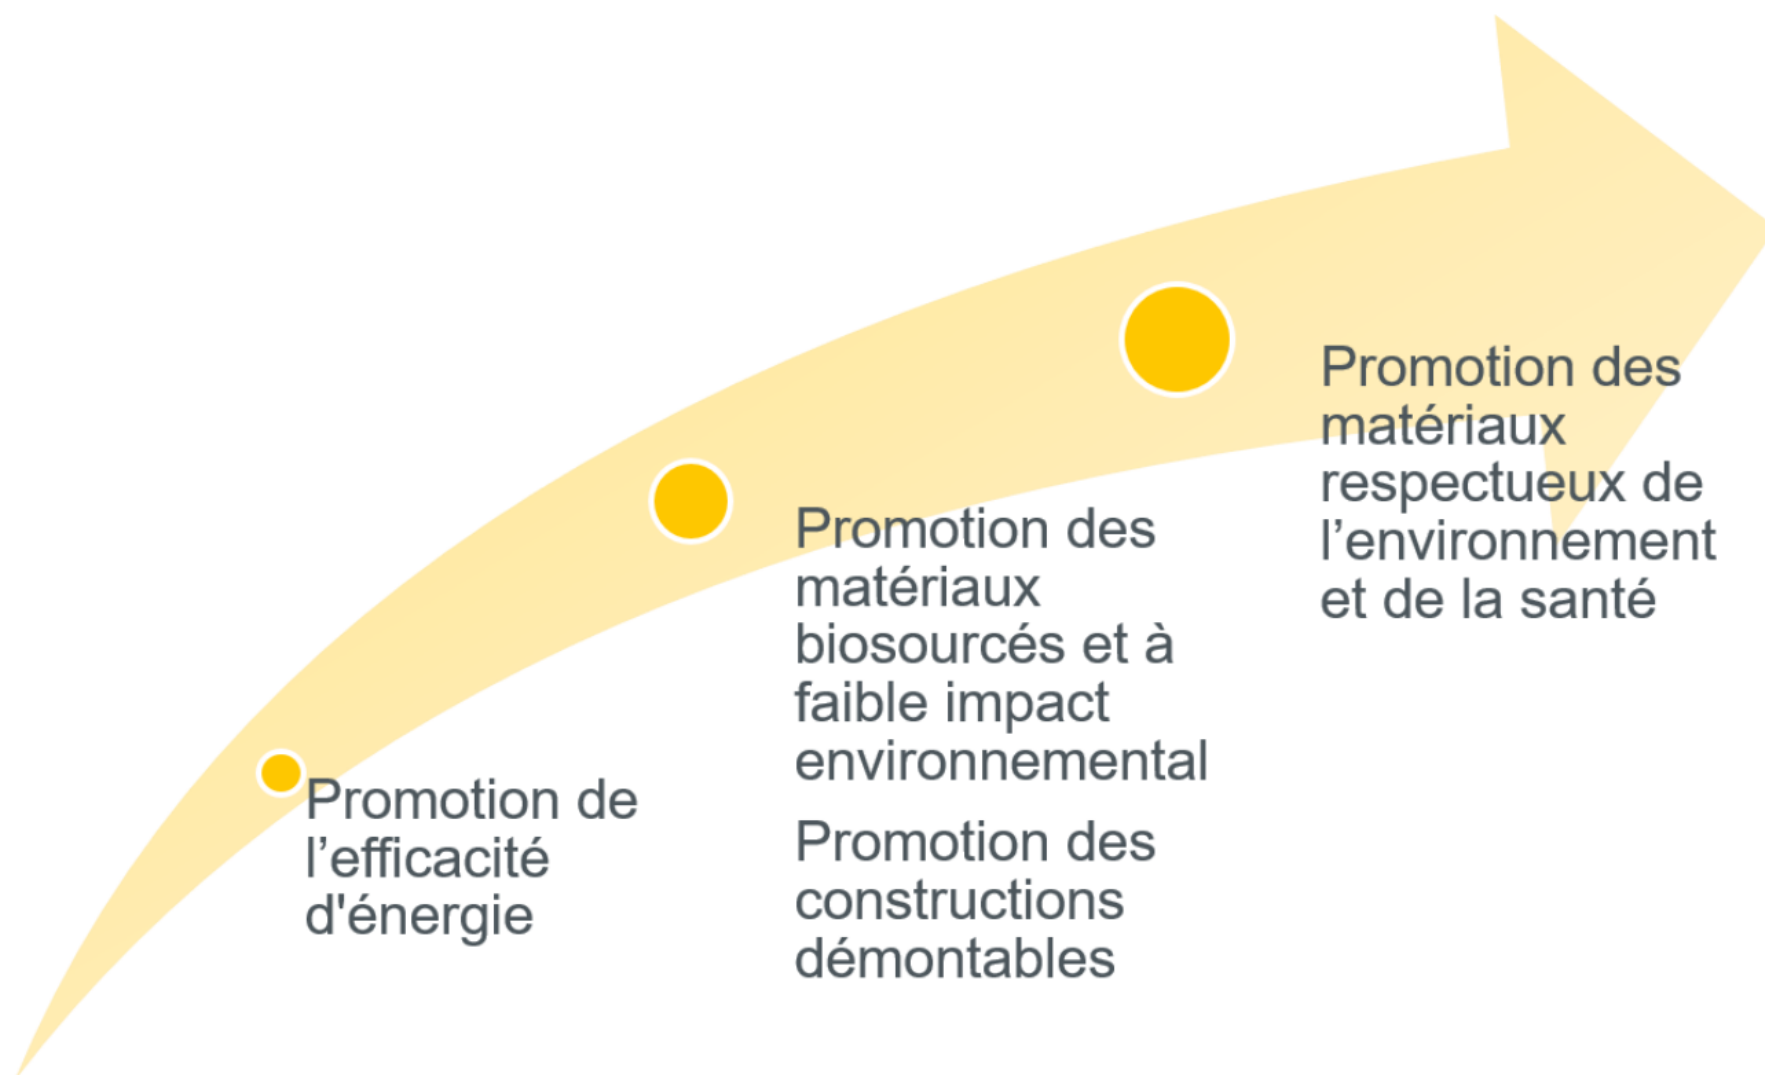 Promotion de
l’efficacité
d'énergie
Promotion des
matériaux
biosourcés et à
faible impact
environnemental
Promotion des
constructions
démontables
Promotion des
matériaux
respectueux de
l’environnement
et de la santé